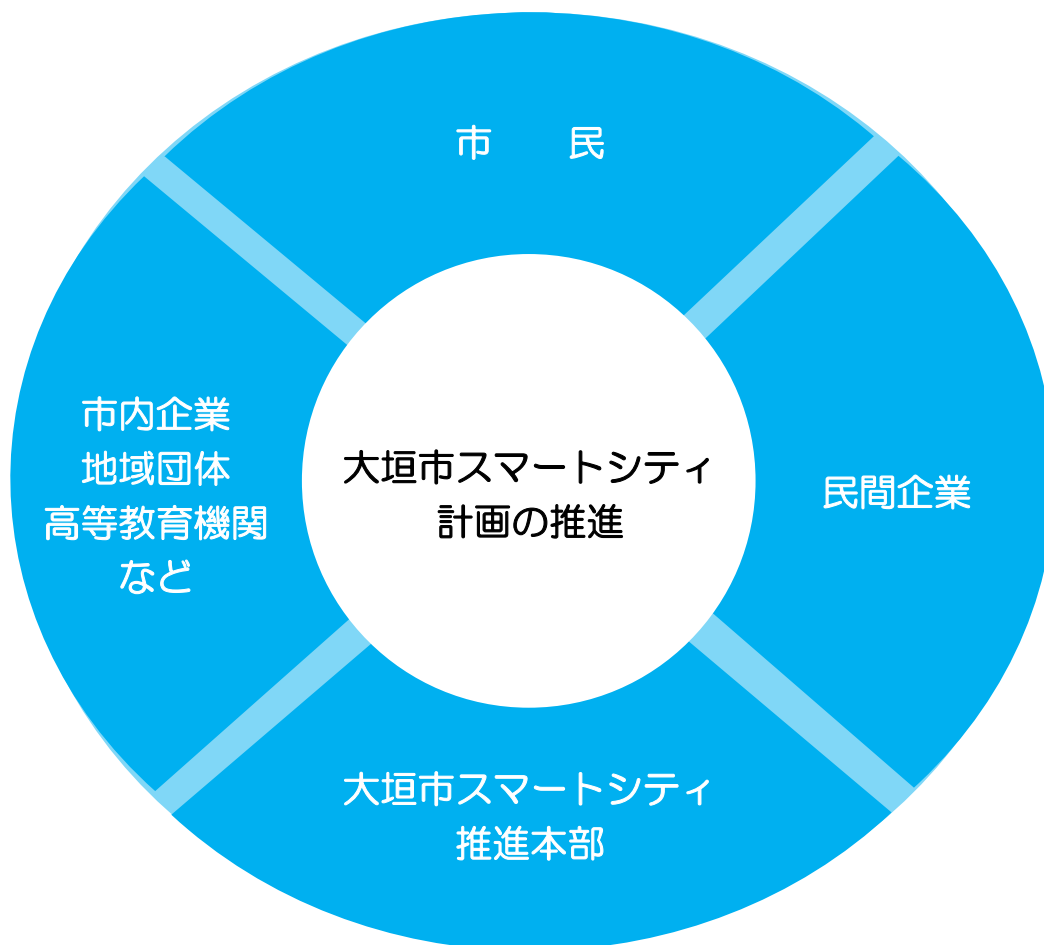 市　　民
市内企業
地域団体
高等教育機関
など
大垣市スマートシティ
計画の推進
民間企業
大垣市スマートシティ
推進本部